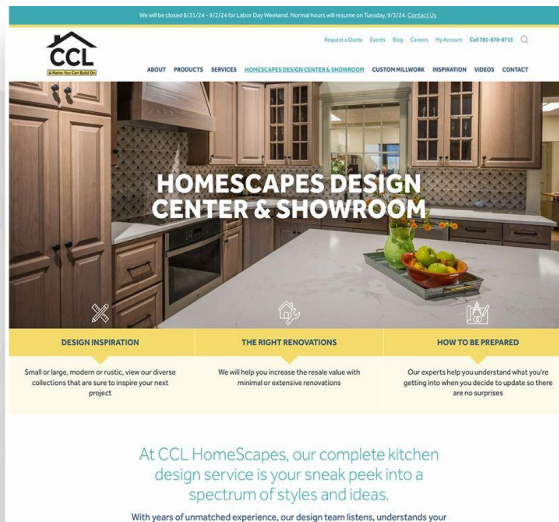 We will be closed 8/31/24 - 9/2/24 for Labor Day Weekend. Normal hours will resume on Tuesday, 9/3/24. Contact Us
Request a Quote Events Blog Careers My Account Call 781-878-8715
CCL
A Name You Can Build On
ABOUT PRODUCTS SERVICES HOMESCAPES DESIGN CENTER & SHOWROOM CUSTOM MILLWORK INSPIRATION VIDEOS CONTACT
HOMESCAPES DESIGN
CENTER & SHOWROOM
DESIGN INSPIRATION
Small or large, modern or rustic, view our diverse
collections that are sure to inspire your next
project
THE RIGHT RENOVATIONS
We will help you increase the resale value with
minimal or extensive renovations
HOW TO BE PREPARED
Our experts help you understand what you're
getting into when you decide to update so there
are no surprises
At CCL HomeScapes, our complete kitchen
design service is your sneak peek into a
spectrum of styles and ideas.
With years of unmatched experience, our design team listens, understands your